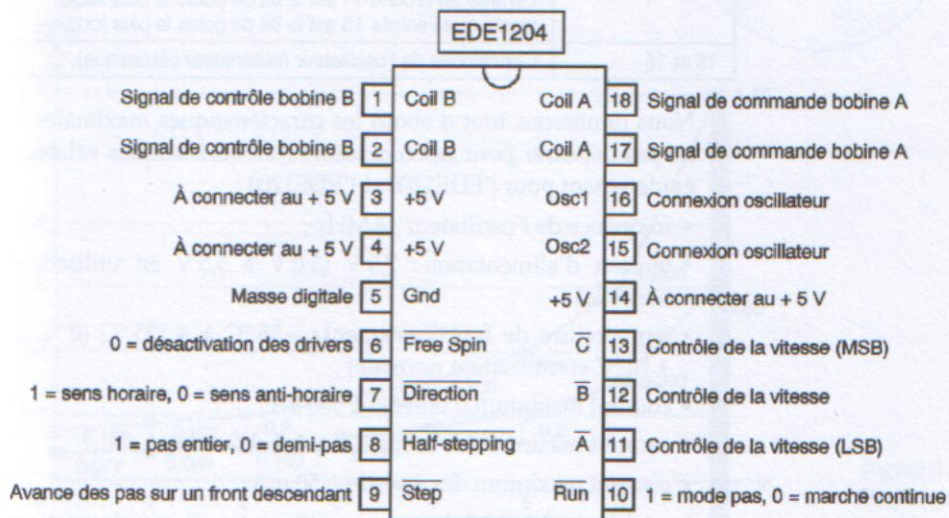 EDE1204
Signal de contrôle bobine B 1 Coil B Coil A 18 Signal de commande bobine A
Signal de contrôle bobine B 2 Coil B Coil A 17 Signal de commande bobine A
À connecter au + 5 V 3 +5 V Osc1 16 Connexion oscillateur
À connecter au + 5 V 4 +5 V Osc2 15 Connexion oscillateur
Masse digitale 5 Gnd +5 V 14 À connecter au + 5 V
0 = désactivation des drivers 6 Free Spin C 13 Contrôle de la vitesse (MSB)
1 = sens horaire, 0 = sens anti-horaire 7 Direction B 12 Contrôle de la vitesse
1 = pas entier, 0 = demi-pas 8 Half-stepping A 11 Contrôle de la vitesse (LSB)
Avance des pas sur un front descendant 9 Step Run 10 1 = mode pas, 0 = marche continue